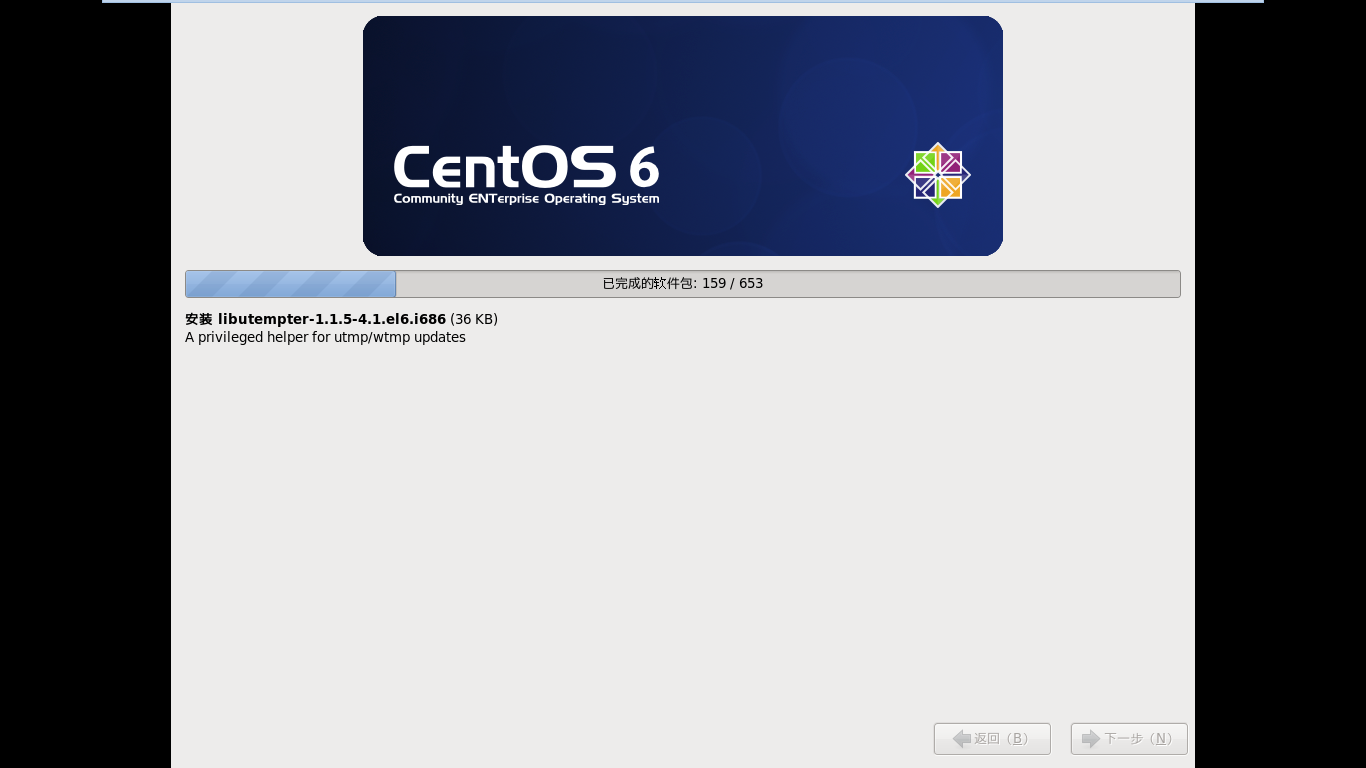 CentOS 6
Community ENTerprise Operating System
已完成的软件包: 159 / 653
安装 libutempter-1.1.5-4.1.el6.i686 (36 KB)
A privileged helper for utmp/wtmp updates
返回（B） 下一步（N）